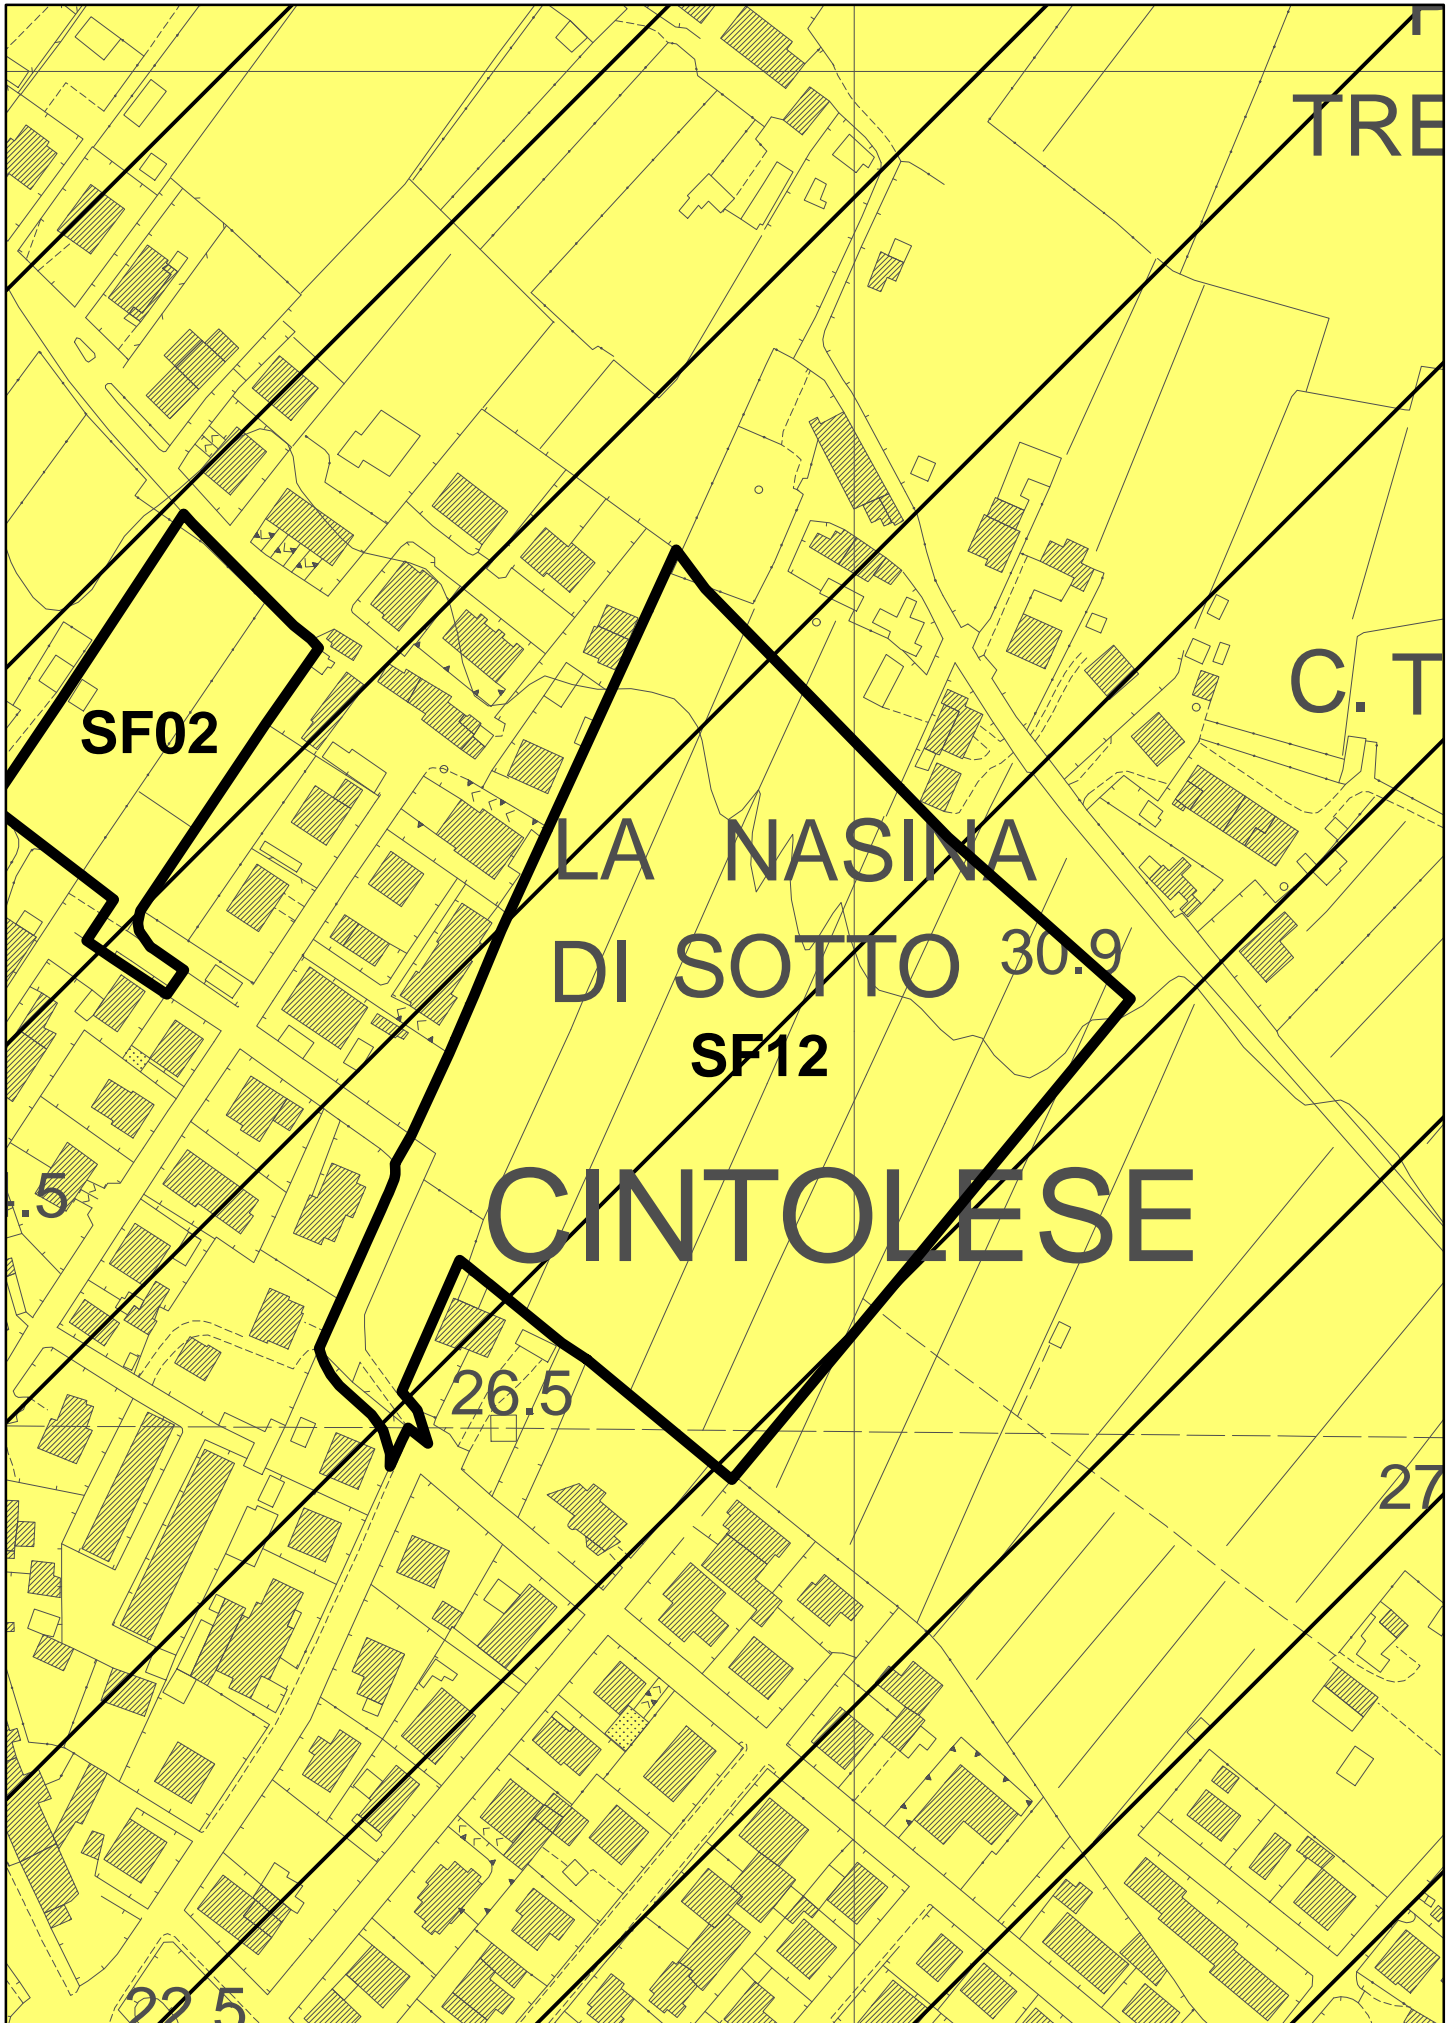 TRE
C. T
SF02
LA NASINA
DI SOTTO
30.9
SF12
CINTOLESE
.5
26.5
27
22.5